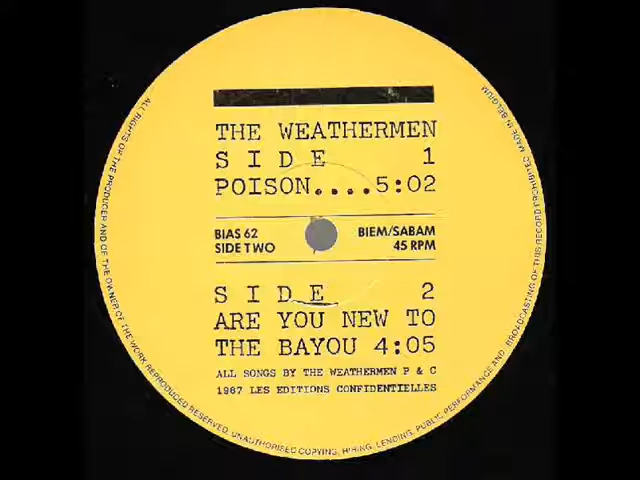 THE WEATHERMEN
SIDE 1
POISON....5:02
BIAS 62
SIDE TWO
BIEM/SABAM
45 RPM
SIDE 2
ARE YOU NEW TO
THE BAYOU 4:05
ALL SONGS BY THE WEATHERMEN P & C
1987 LES EDITIONS CONFIDENTIELLES
ALL RIGHTS OF THE PRODUCER AND OF THE OWNER OF THE WORK REPRODUCED RESERVED. UNAUTHORISED COPYING, HIRING, LENDING, PUBLIC PERFORMANCE AND BROADCASTING OF THIS RECORD PROHIBITED. MADE IN BELGIUM